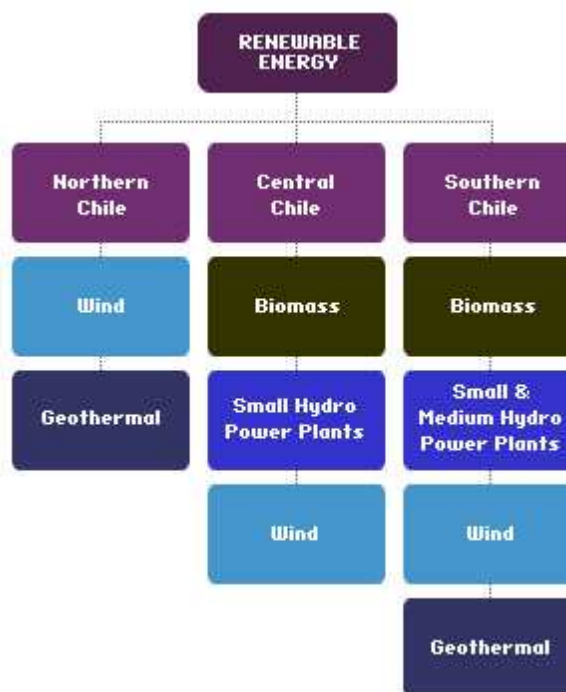 RENEWABLE
ENERGY
Northern
Chile
Wind
Geothermal
Central
Chile
Biomass
Small Hydro
Power Plants
Wind
Southern
Chile
Biomass
Small &
Medium Hydro
Power Plants
Wind
Geothermal